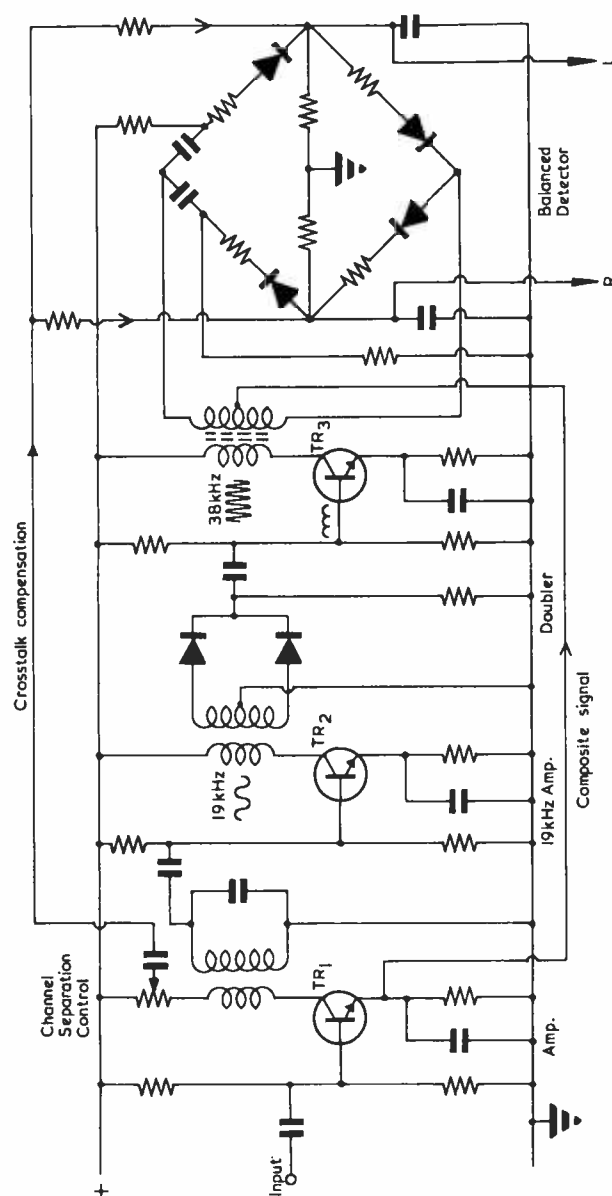 Crosstalk compensation
Channel
Separation
Control
+
Input
TR1
TR2
TR3
19kHz
38kHz
Amp.
19kHz Amp.
Doubler
Balanced
Detector
Composite signal
R
L